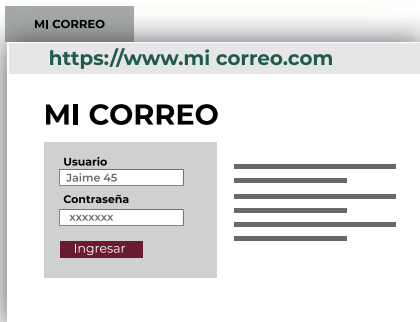 MI CORREO
https://www.mi correo.com
MI CORREO
Usuario
Jaime 45
Contraseña
xxxxxxx
Ingresar